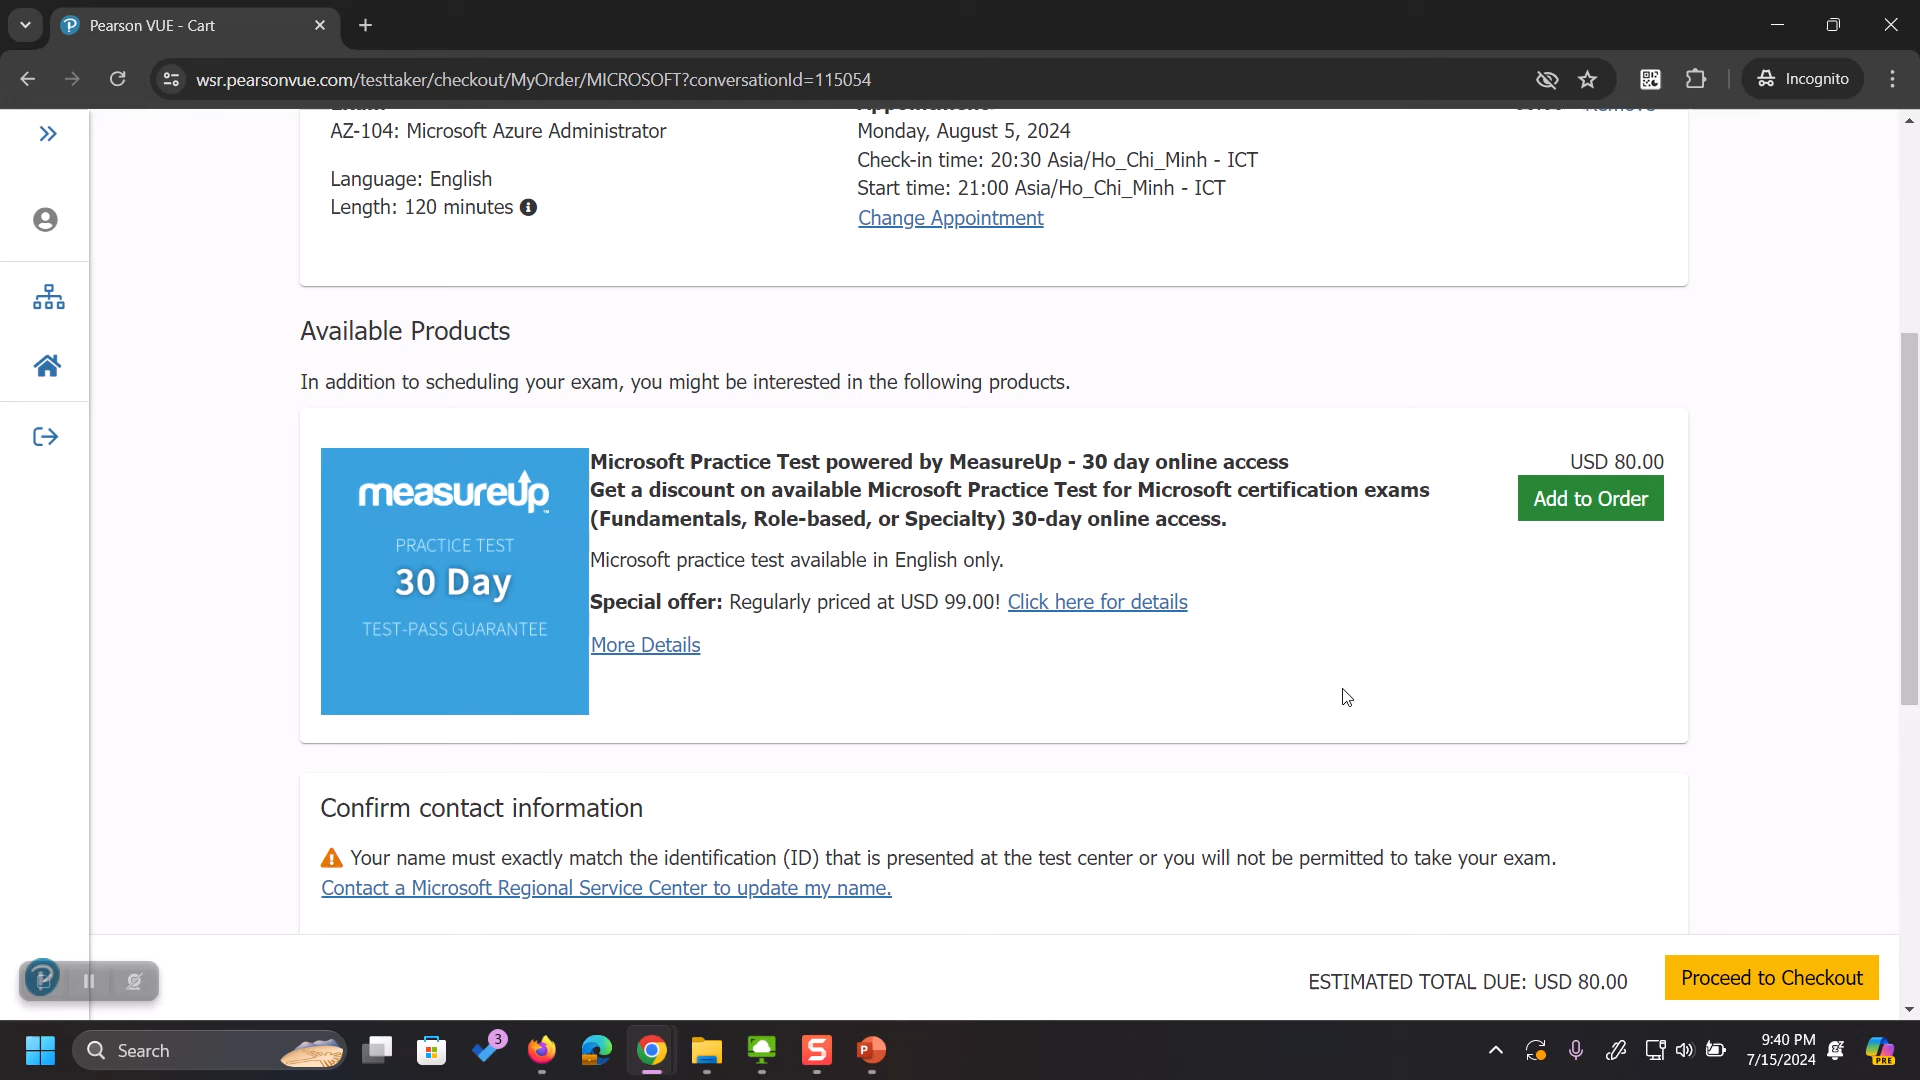 Pearson VUE - Cart
wsr.pearsonvue.com/testtaker/checkout/MyOrder/MICROSOFT?conversationId=115054
Incognito
AZ-104: Microsoft Azure Administrator
Language: English
Length: 120 minutes
Monday, August 5, 2024
Check-in time: 20:30 Asia/Ho_Chi_Minh - ICT
Start time: 21:00 Asia/Ho_Chi_Minh - ICT
Change Appointment
Available Products
In addition to scheduling your exam, you might be interested in the following products.
measureup
PRACTICE TEST
30 Day
TEST-PASS GUARANTEE
Microsoft Practice Test powered by MeasureUp - 30 day online access
Get a discount on available Microsoft Practice Test for Microsoft certification exams
(Fundamentals, Role-based, or Specialty) 30-day online access.
Microsoft practice test available in English only.
Special offer: Regularly priced at USD 99.00! Click here for details
More Details
USD 80.00
Add to Order
Confirm contact information
Your name must exactly match the identification (ID) that is presented at the test center or you will not be permitted to take your exam.
Contact a Microsoft Regional Service Center to update my name.
ESTIMATED TOTAL DUE: USD 80.00
Proceed to Checkout
Search
3
9:40 PM
7/15/2024
PRE